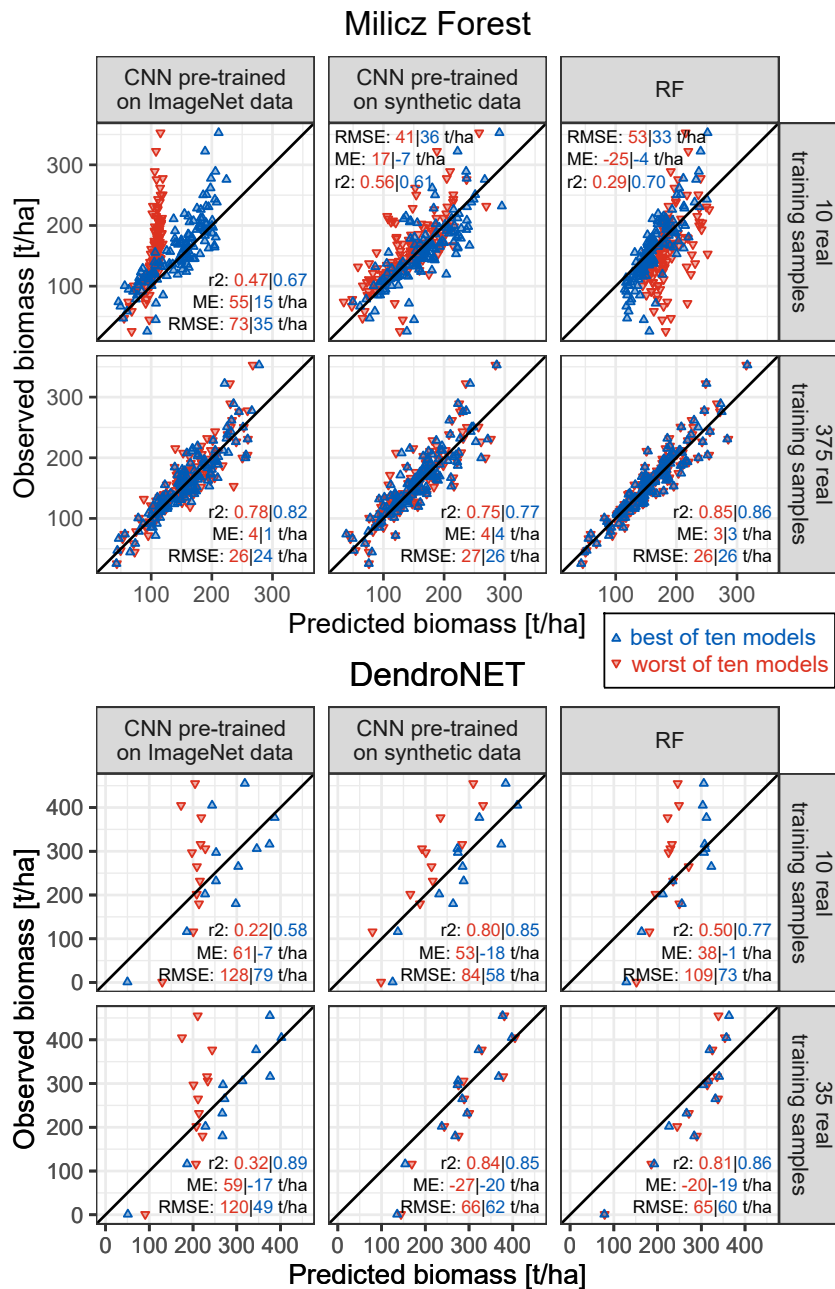 Milicz Forest
CNN pre-trained
on ImageNet data
CNN pre-trained
on synthetic data
RF
Observed biomass [t/ha]
300
200
100
r2: 0.47|0.67
ME: 55|15 t/ha
RMSE: 73|35 t/ha
RMSE: 41|36 t/ha
ME: 17|-7 t/ha
r2: 0.56|0.61
RMSE: 53|33 t/ha
ME: -25|-4 t/ha
r2: 0.29|0.70
10 real
training samples
300
200
100
r2: 0.78|0.82
ME: 4|1 t/ha
RMSE: 26|24 t/ha
r2: 0.75|0.77
ME: 4|4 t/ha
RMSE: 27|26 t/ha
r2: 0.85|0.86
ME: 3|3 t/ha
RMSE: 26|26 t/ha
375 real
training samples
100 200 300 100 200 300 100 200 300
Predicted biomass [t/ha]
best of ten models
worst of ten models
DendroNET
CNN pre-trained
on ImageNet data
CNN pre-trained
on synthetic data
RF
Observed biomass [t/ha]
400
300
200
100
0
r2: 0.22|0.58
ME: 61|-7 t/ha
RMSE: 128|79 t/ha
r2: 0.80|0.85
ME: 53|-18 t/ha
RMSE: 84|58 t/ha
r2: 0.50|0.77
ME: 38|-1 t/ha
RMSE: 109|73 t/ha
10 real
training samples
400
300
200
100
0
r2: 0.32|0.89
ME: 59|-17 t/ha
RMSE: 120|49 t/ha
r2: 0.84|0.85
ME: -27|-20 t/ha
RMSE: 66|62 t/ha
r2: 0.81|0.86
ME: -20|-19 t/ha
RMSE: 65|60 t/ha
35 real
training samples
0 100 200 300 400 0 100 200 300 400 0 100 200 300 400
Predicted biomass [t/ha]